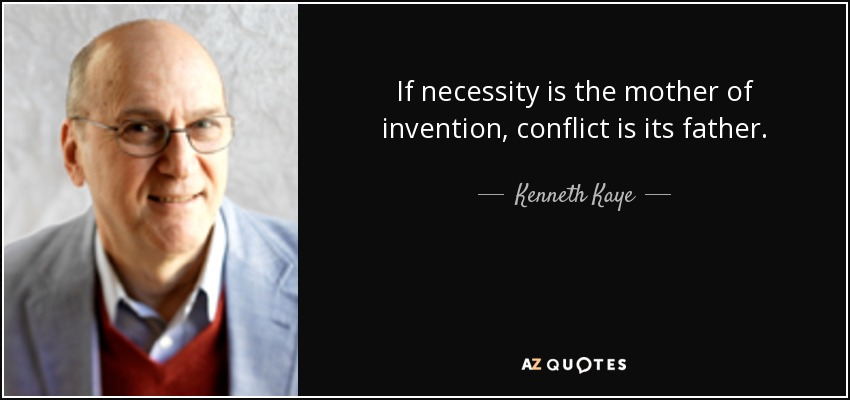 If necessity is the mother of
invention, conflict is its father.
Kenneth Kaye
AZ QUOTES